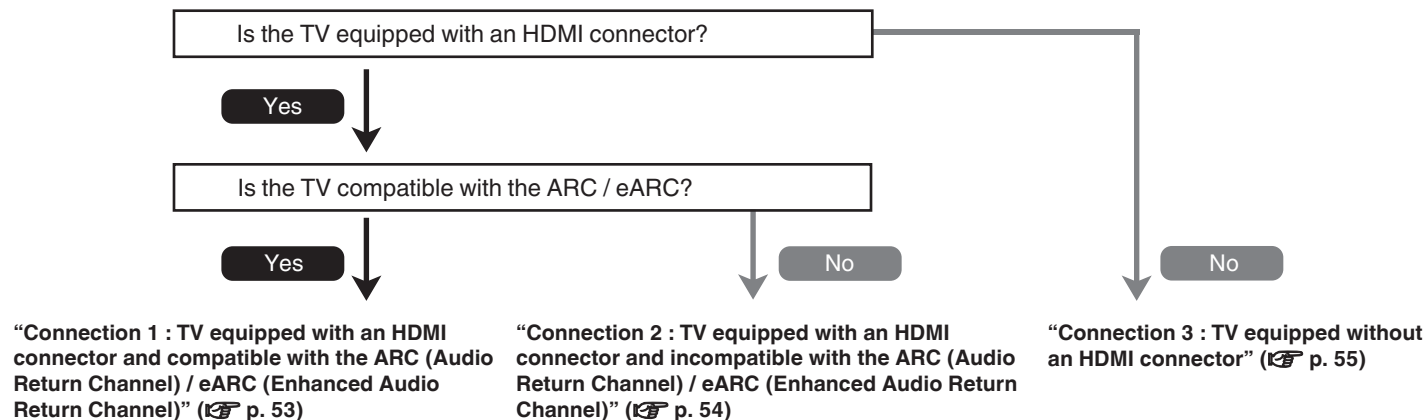 Is the TV equipped with an HDMI connector?
Yes
Is the TV compatible with the ARC / eARC?
Yes
No
No
“Connection 1 : TV equipped with an HDMI
connector and compatible with the ARC (Audio
Return Channel) / eARC (Enhanced Audio
Return Channel)” (☞ p. 53)
“Connection 2 : TV equipped with an HDMI
connector and incompatible with the ARC (Audio
Return Channel) / eARC (Enhanced Audio Return
Channel)” (☞ p. 54)
“Connection 3 : TV equipped without
an HDMI connector” (☞ p. 55)